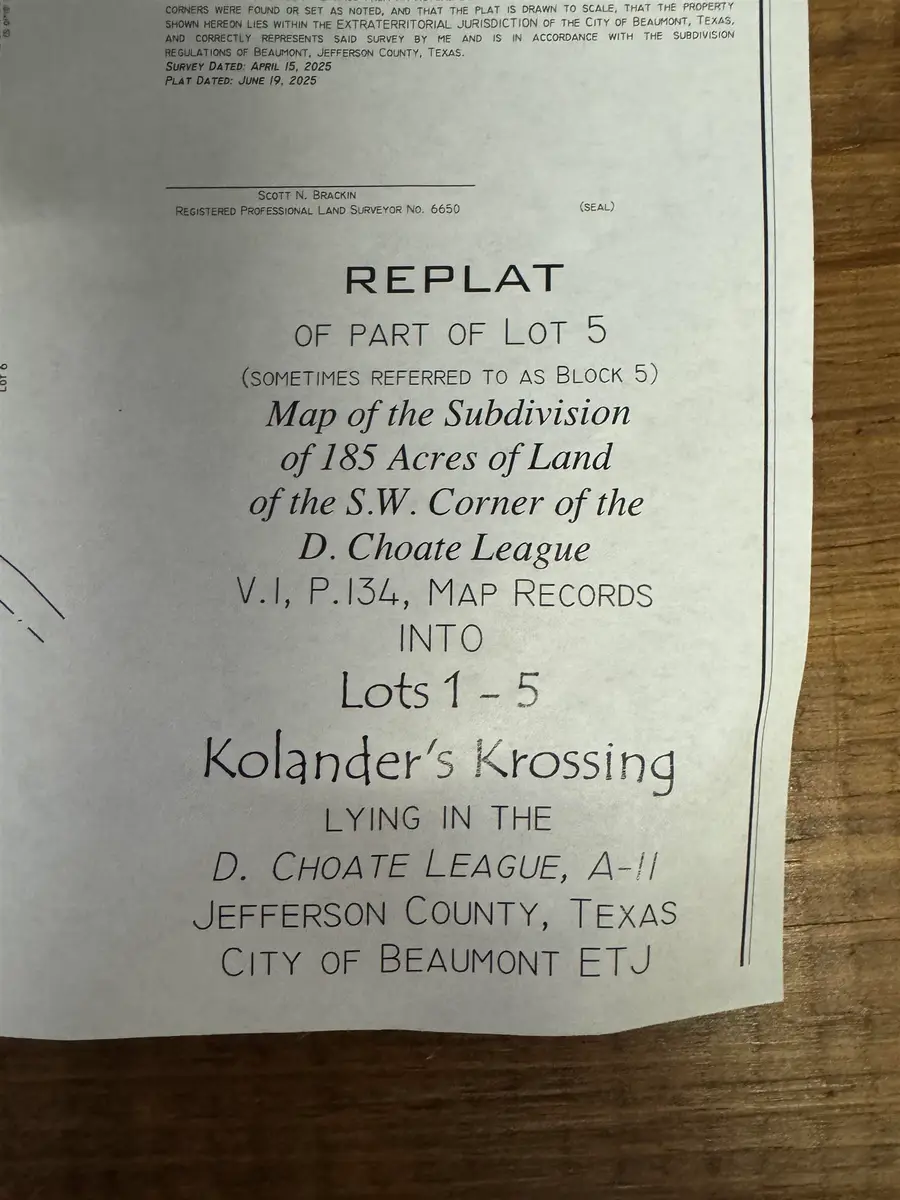 CORNERS WERE FOUND OR SET AS NOTED, AND THAT THE PLAT IS DRAWN TO SCALE, THAT THE PROPERTY
SHOWN HEREON LIES WITHIN THE EXTRATERRITORIAL JURISDICTION OF THE CITY OF BEAUMONT, TEXAS,
AND CORRECTLY REPRESENTS SAID SURVEY BY ME AND IS IN ACCORDANCE WITH THE SUBDIVISION
REGULATIONS OF BEAUMONT, JEFFERSON COUNTY, TEXAS.
SURVEY DATED: APRIL 15, 2025
PLAT DATED: JUNE 19, 2025
SCOTT N. BRACKIN
REGISTERED PROFESSIONAL LAND SURVEYOR NO. 6650
(SEAL)
REPLAT
OF PART OF LOT 5
(SOMETIMES REFERRED TO AS BLOCK 5)
Map of the Subdivision
of 185 Acres of Land
of the S.W. Corner of the
D. Choate League
V.1, P.134, MAP RECORDS
INTO
Lots 1 - 5
Kolander's Krossing
LYING IN THE
D. CHOATE LEAGUE, A-11
JEFFERSON COUNTY, TEXAS
CITY OF BEAUMONT ETJ
LOT 6